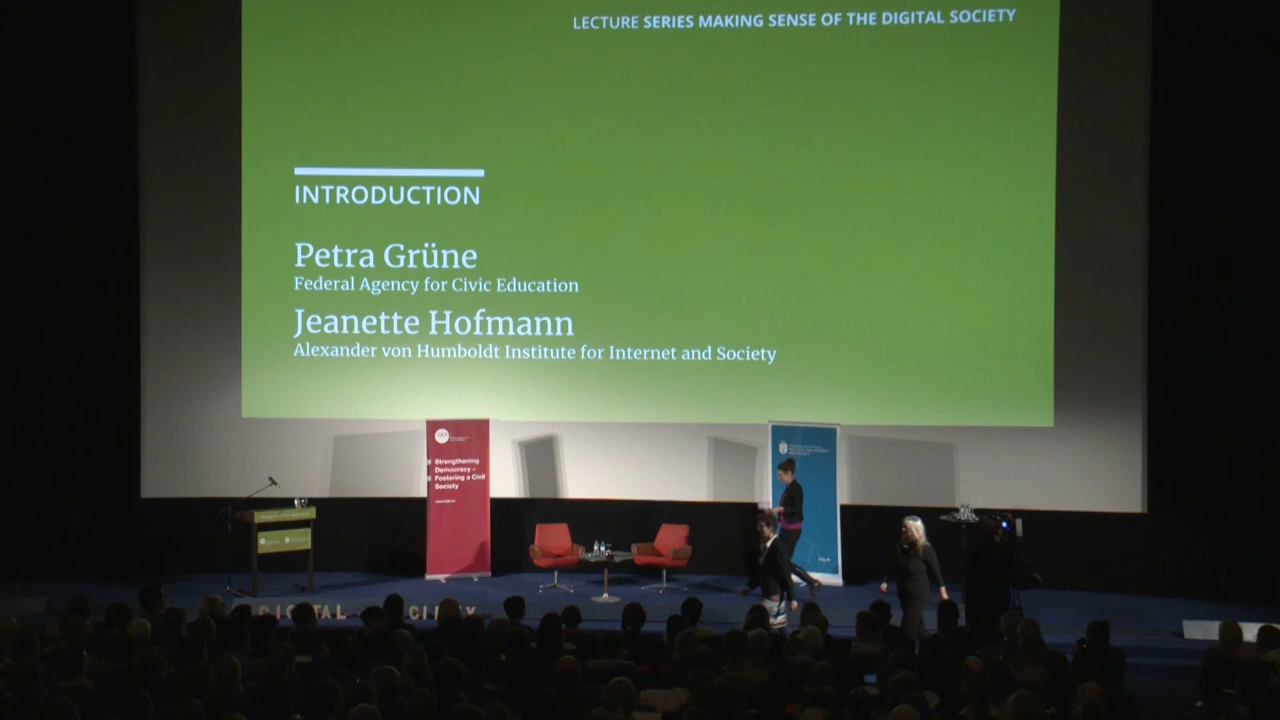 LECTURE SERIES MAKING SENSE OF THE DIGITAL SOCIETY
INTRODUCTION
Petra Grüne
Federal Agency for Civic Education
Jeanette Hofmann
Alexander von Humboldt Institute for Internet and Society
Strengthening
Democracy –
Fostering a Civil
Society
DIGITAL